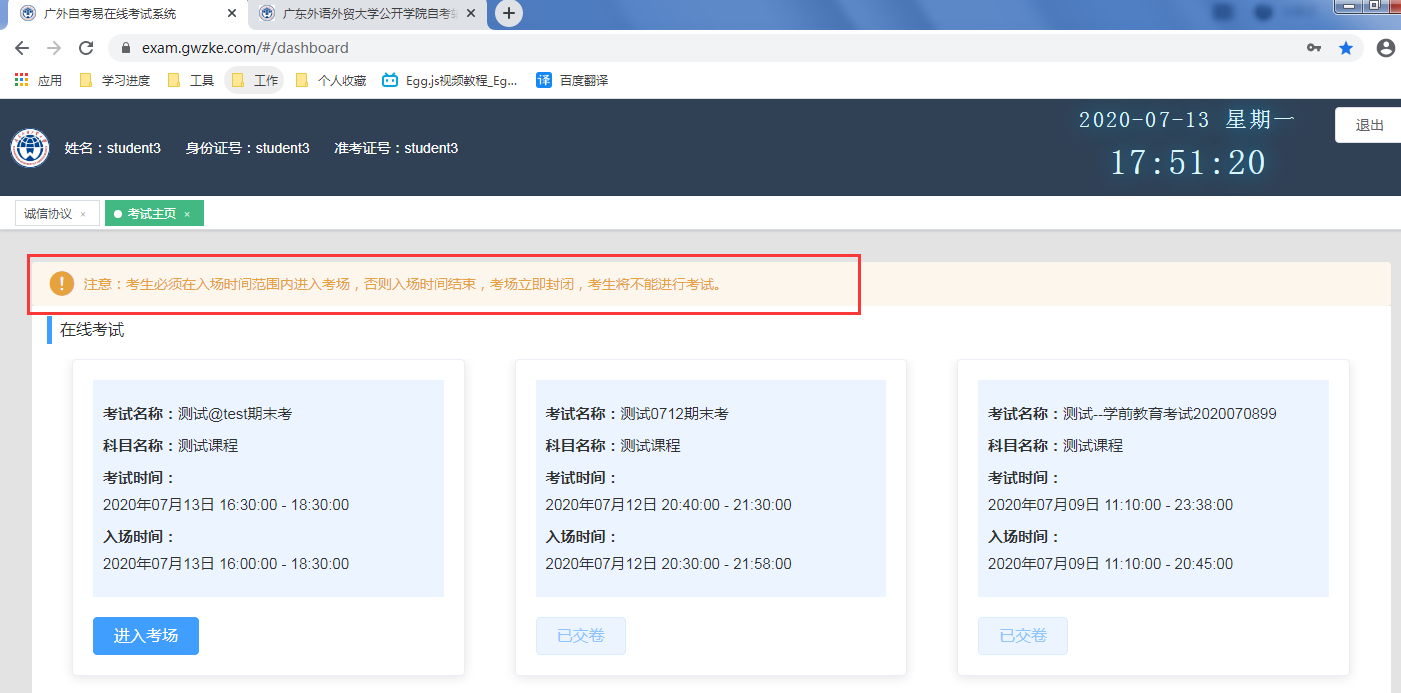 广外自考易在线考试系统
广东外语外贸大学公开学院自考
exam.gwzke.com/#/dashboard
应用 学习进度 工具 工作 个人收藏 Egg.js视频教程_Eg... 译 百度翻译
姓名：student3 身份证号：student3 准考证号：student3
2020-07-13 星期一
17:51:20
退出
诚信协议 ×
考试主页 ×
注意：考生必须在入场时间范围内进入考场，否则入场时间结束，考场立即封闭，考生将不能进行考试。
在线考试
考试名称：测试@test期末考
科目名称：测试课程
考试时间：
2020年07月13日 16:30:00 - 18:30:00
入场时间：
2020年07月13日 16:00:00 - 18:30:00
进入考场
考试名称：测试0712期末考
科目名称：测试课程
考试时间：
2020年07月12日 20:40:00 - 21:30:00
入场时间：
2020年07月12日 20:30:00 - 21:58:00
已交卷
考试名称：测试--学前教育考试2020070899
科目名称：测试课程
考试时间：
2020年07月09日 11:10:00 - 23:38:00
入场时间：
2020年07月09日 11:10:00 - 20:45:00
已交卷